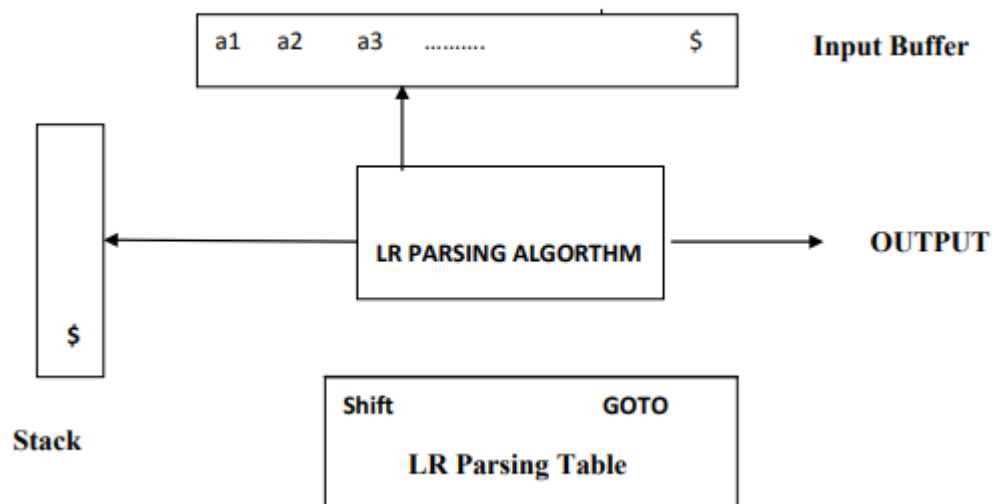 a1 a2 a3 .......... $
Input Buffer
LR PARSING ALGORTHM
OUTPUT
$
Stack
Shift GOTO
LR Parsing Table